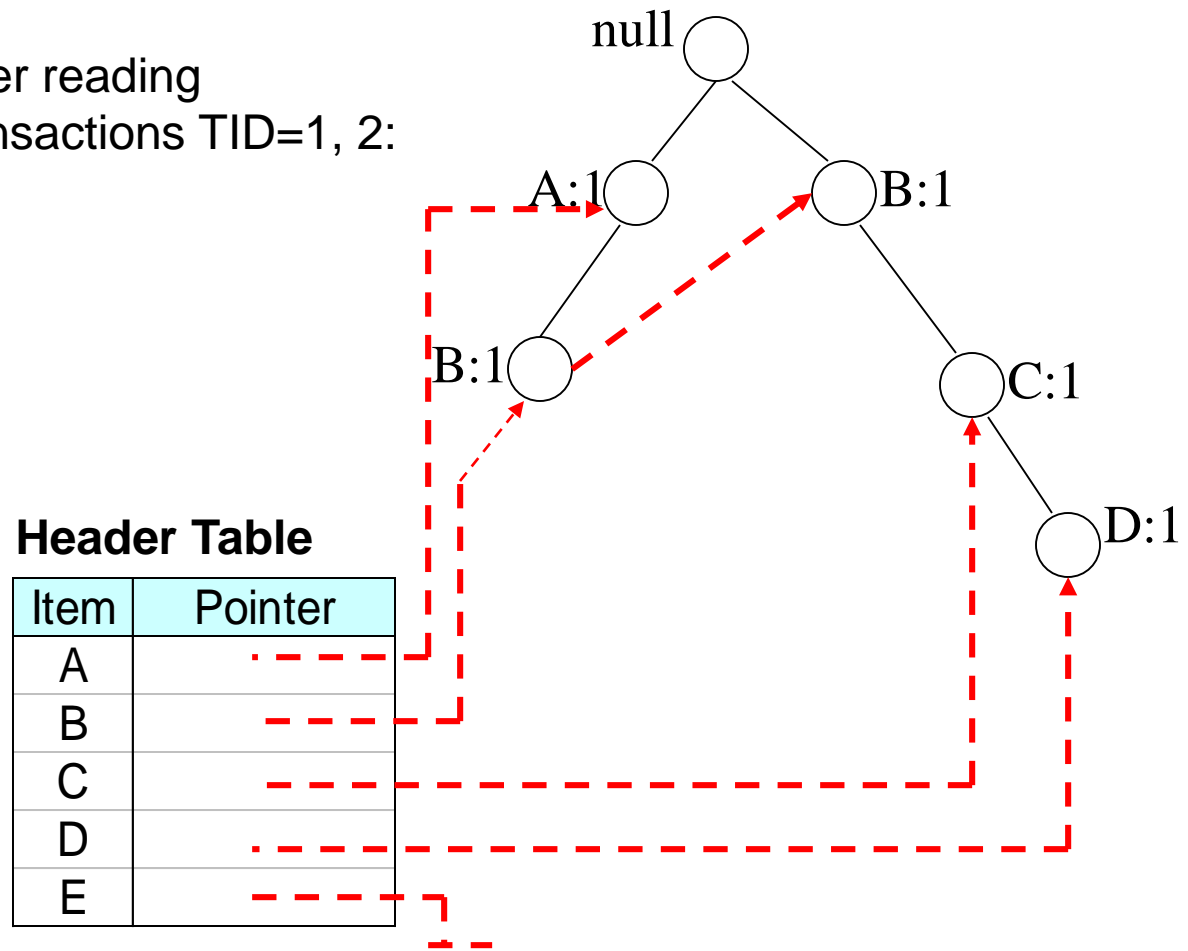 null
er reading
nsactions TID=1, 2:
A:1
B:1
B:1
C:1
D:1
Header Table
Item Pointer
A
B
C
D
E